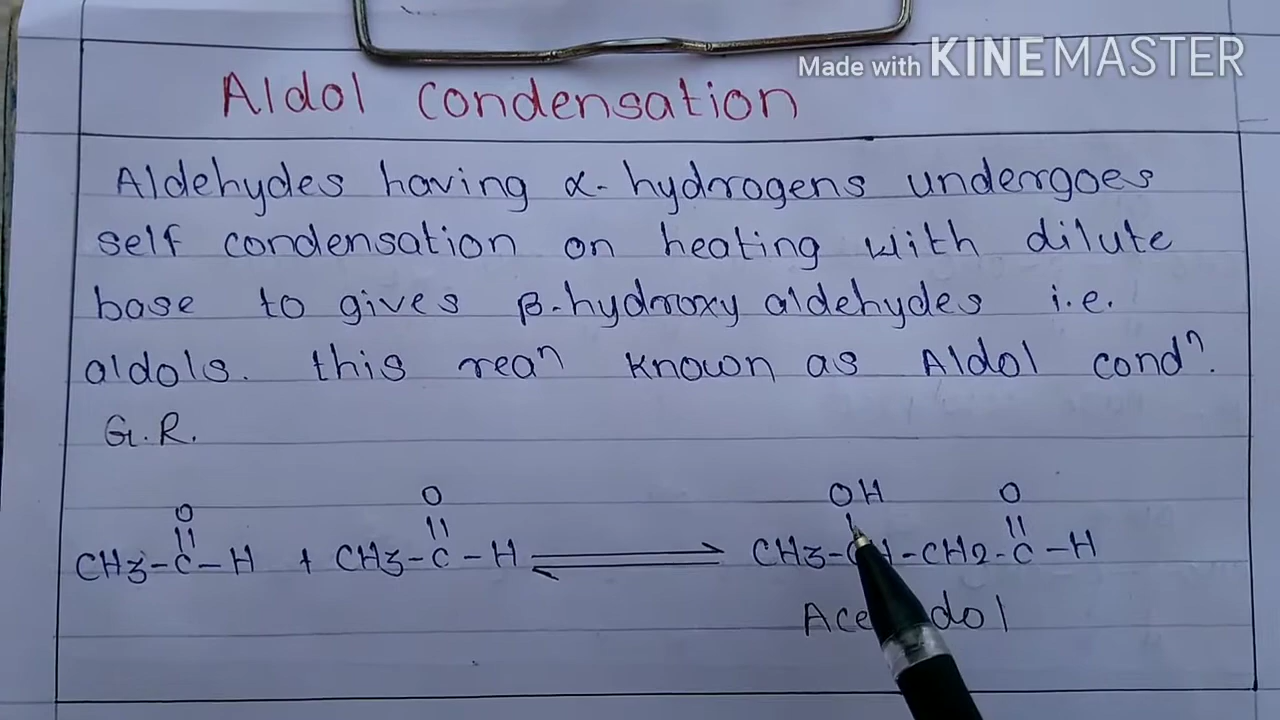 Made with KINEMASTER
Aldol condensation
Aldehydes having α-hydrogens undergoes
self condensation on heating with dilute
base to gives β-hydroxy aldehydes i.e.
aldols. this reaⁿ known as Aldol condⁿ.
G.R.
O O OH O
CH3-C-H + CH3-C-H ⇌ CH3-CH-CH2-C-H